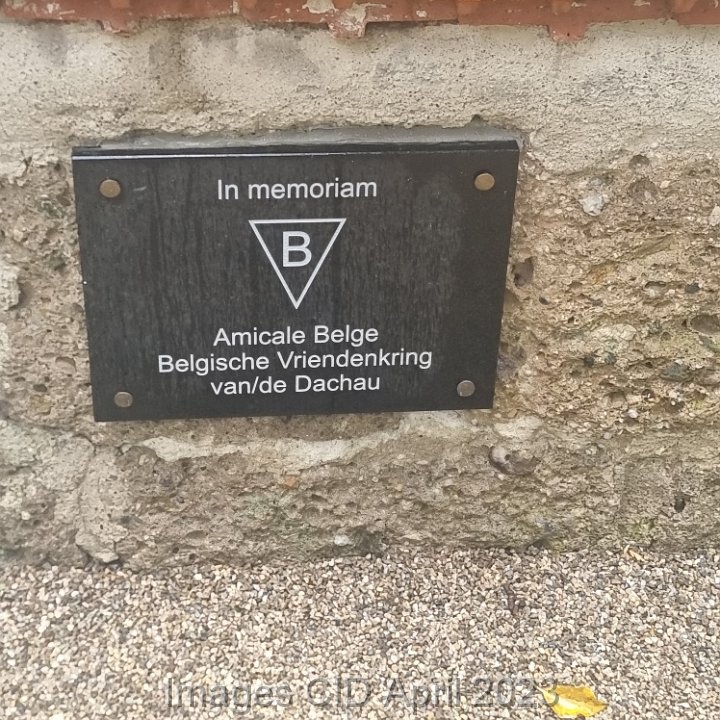 In memoriam
B
Amicale Belge
Belgische Vriendenkring
van/de Dachau
Images CID April 2023